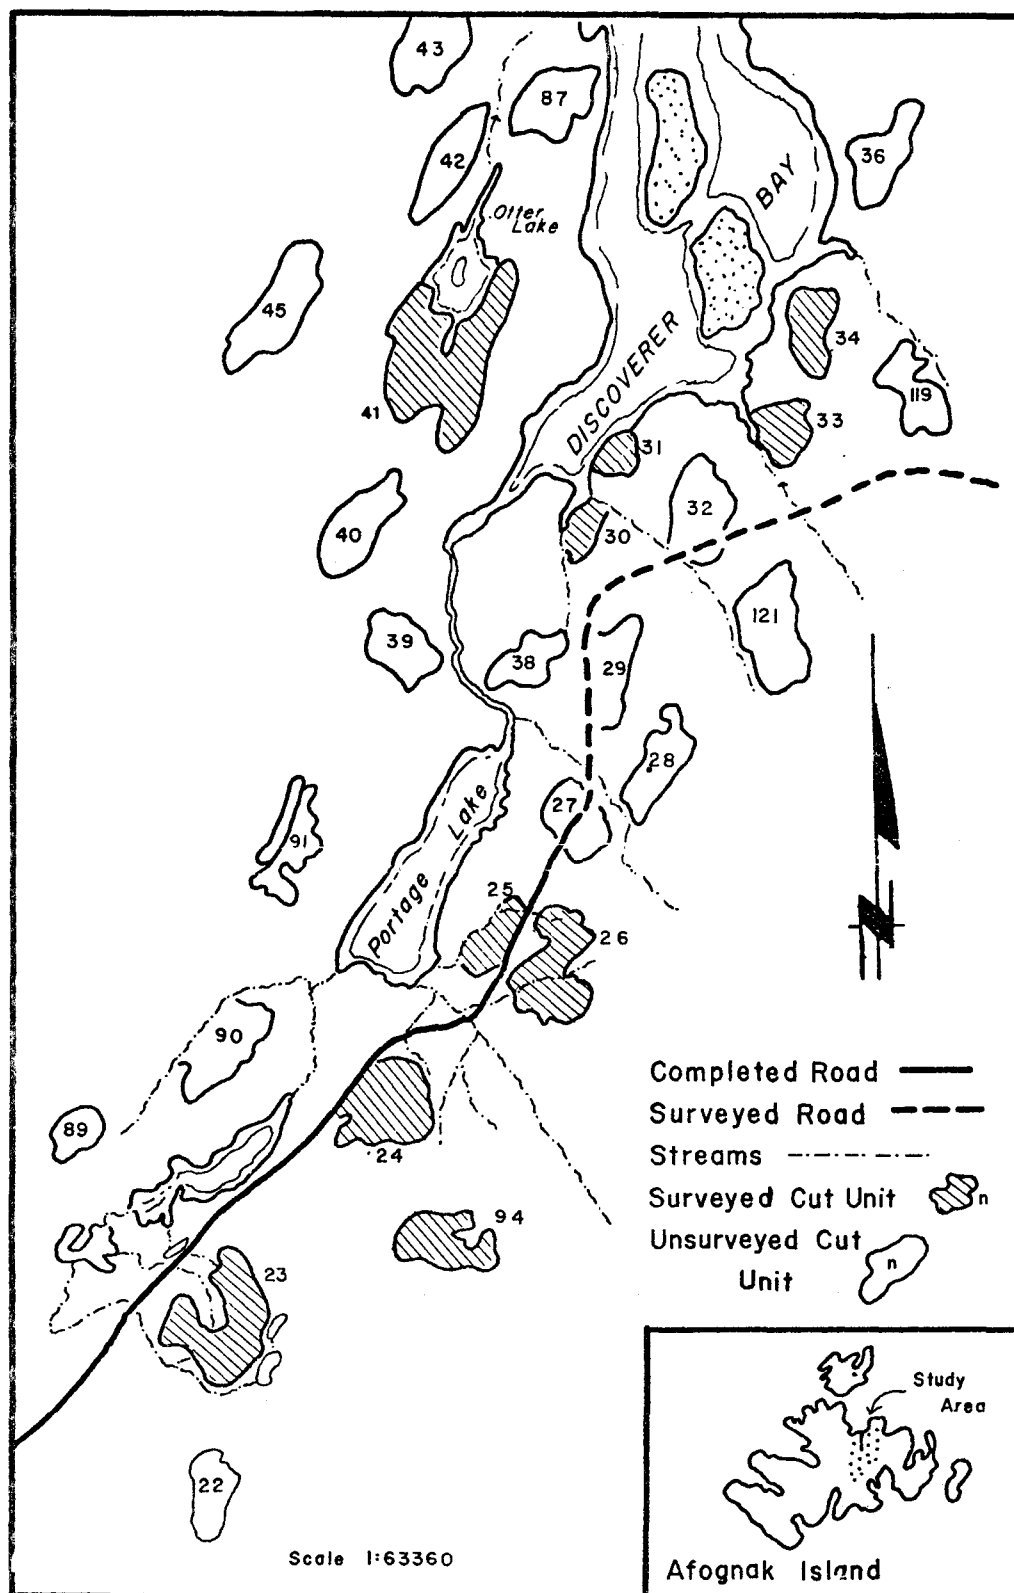 43
87
42
36
BAY
Otter
Lake
45
DISCOVERER
34
119
41
33
31
32
40
30
121
39
38
29
28
27
Portage Lake
91
25
26
90
89
24
94
23
22
Completed Road
Surveyed Road
Streams
Surveyed Cut Unit n
Unsurveyed Cut
Unit n
Study
Area
Afognak Island
Scale 1:63360